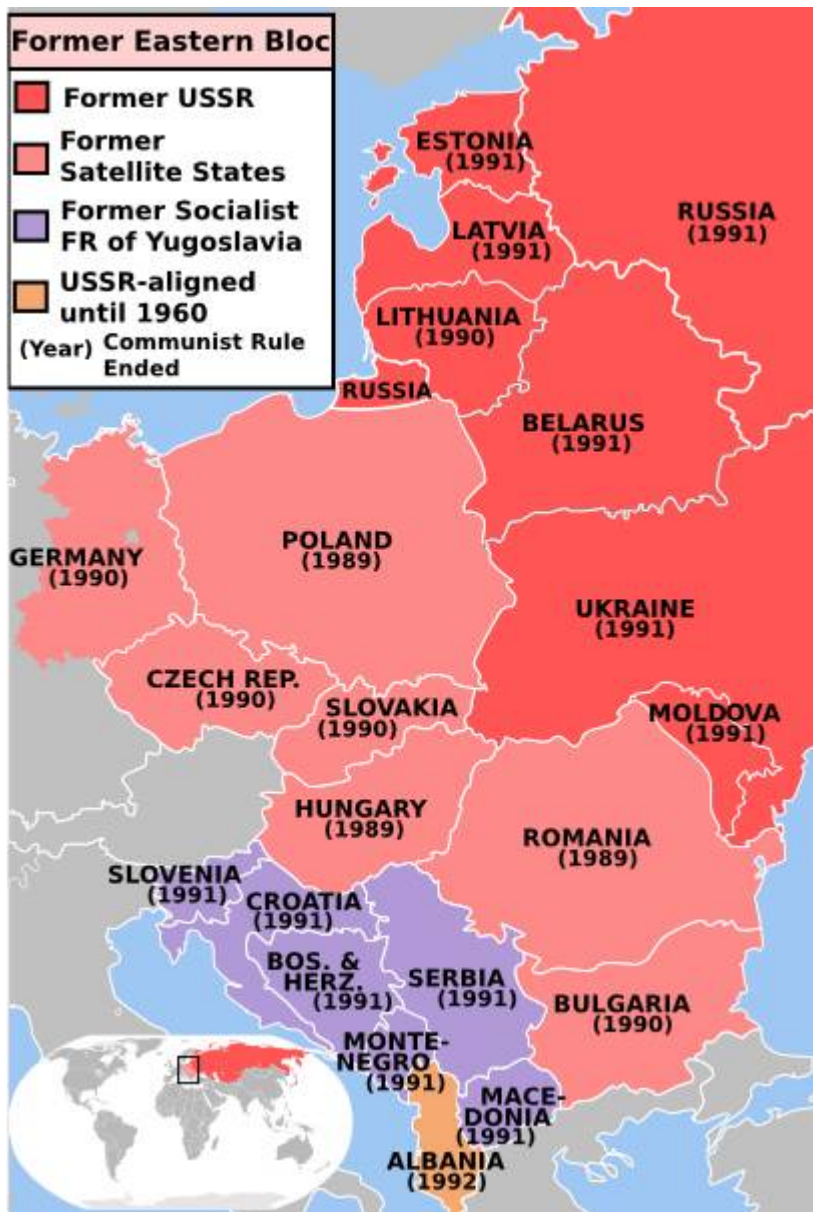 Former Eastern Bloc
Former USSR
Former
Satellite States
Former Socialist
FR of Yugoslavia
USSR-aligned
until 1960
(Year) Communist Rule
Ended
ESTONIA
(1991)
RUSSIA
(1991)
LATVIA
(1991)
LITHUANIA
(1990)
RUSSIA
BELARUS
(1991)
POLAND
(1989)
GERMANY
(1990)
UKRAINE
(1991)
CZECH REP.
(1990)
SLOVAKIA
(1990)
MOLDOVA
(1991)
HUNGARY
(1989)
ROMANIA
(1989)
SLOVENIA
(1991)
CROATIA
(1991)
BOS. &
HERZ.
(1991)
SERBIA
(1991)
BULGARIA
(1990)
MONTE-
NEGRO
(1991)
MACE-
DONIA
(1991)
ALBANIA
(1992)